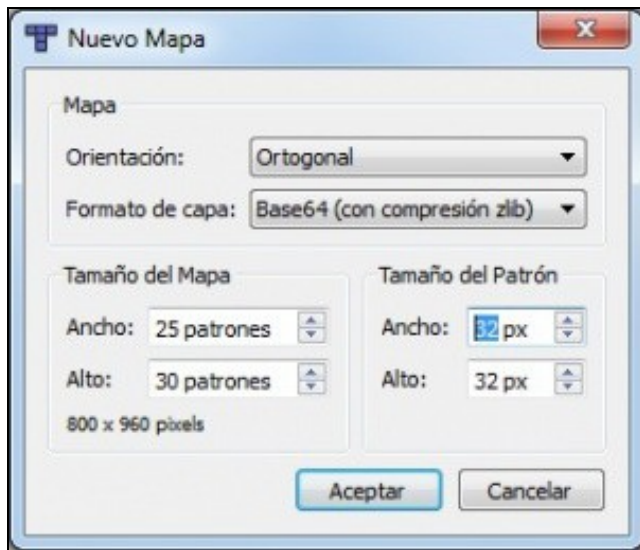 Nuevo Mapa
Mapa
Orientación: Ortogonal
Formato de capa: Base64 (con compresión zlib)
Tamaño del Mapa
Ancho: 25 patrones
Alto: 30 patrones
800 x 960 pixels
Tamaño del Patrón
Ancho: 32 px
Alto: 32 px
Aceptar
Cancelar